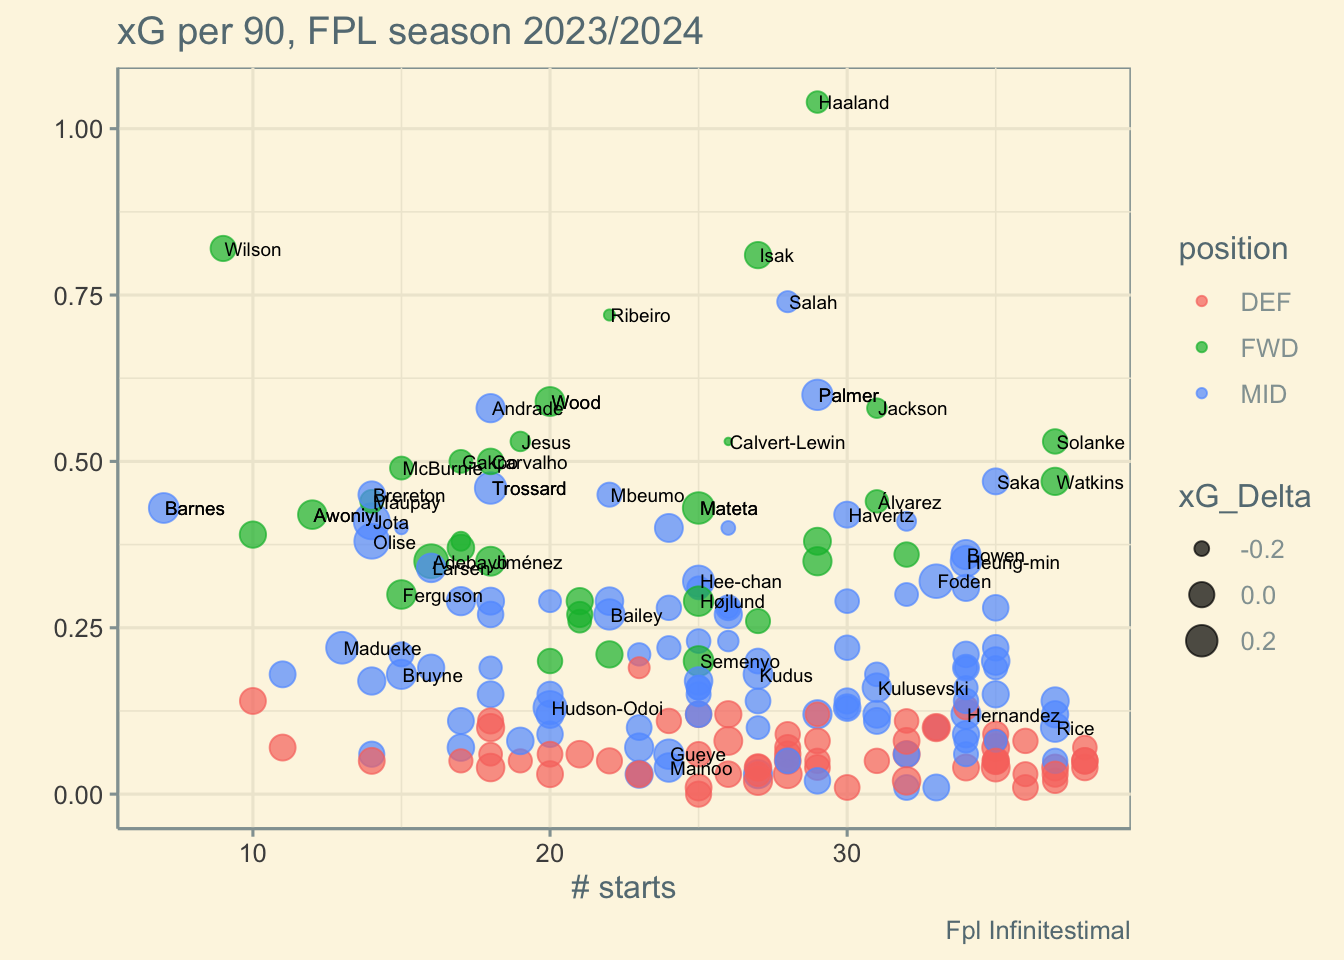 xG per 90, FPL season 2023/2024
1.00
0.75
0.50
0.25
0.00
Haaland
Wilson
Isak
Salah
Ribeiro
Wood
Andrade
Palmer
Jackson
Jesus
Calvert-Lewin
Solanke
McBurnie
Gakpo
Carvalho
Trossard
Mbeumo
Saka
Watkins
Brereton
Maupay
Barnes
Awoniyi
Jota
Olise
Mateta
Alvarez
Havertz
Adebayo
Jiménez
Larsen
Bowen
Heung-min
Hee-chan
Foden
Ferguson
Højlund
Bailey
Madueke
Bruyne
Semenyo
Kudus
Kulusevski
Hudson-Odoi
Hernandez
Rice
Gueye
Mainoo
10
20
30
# starts
position
DEF
FWD
MID
xG_Delta
-0.2
0.0
0.2
Fpl Infinitestimal